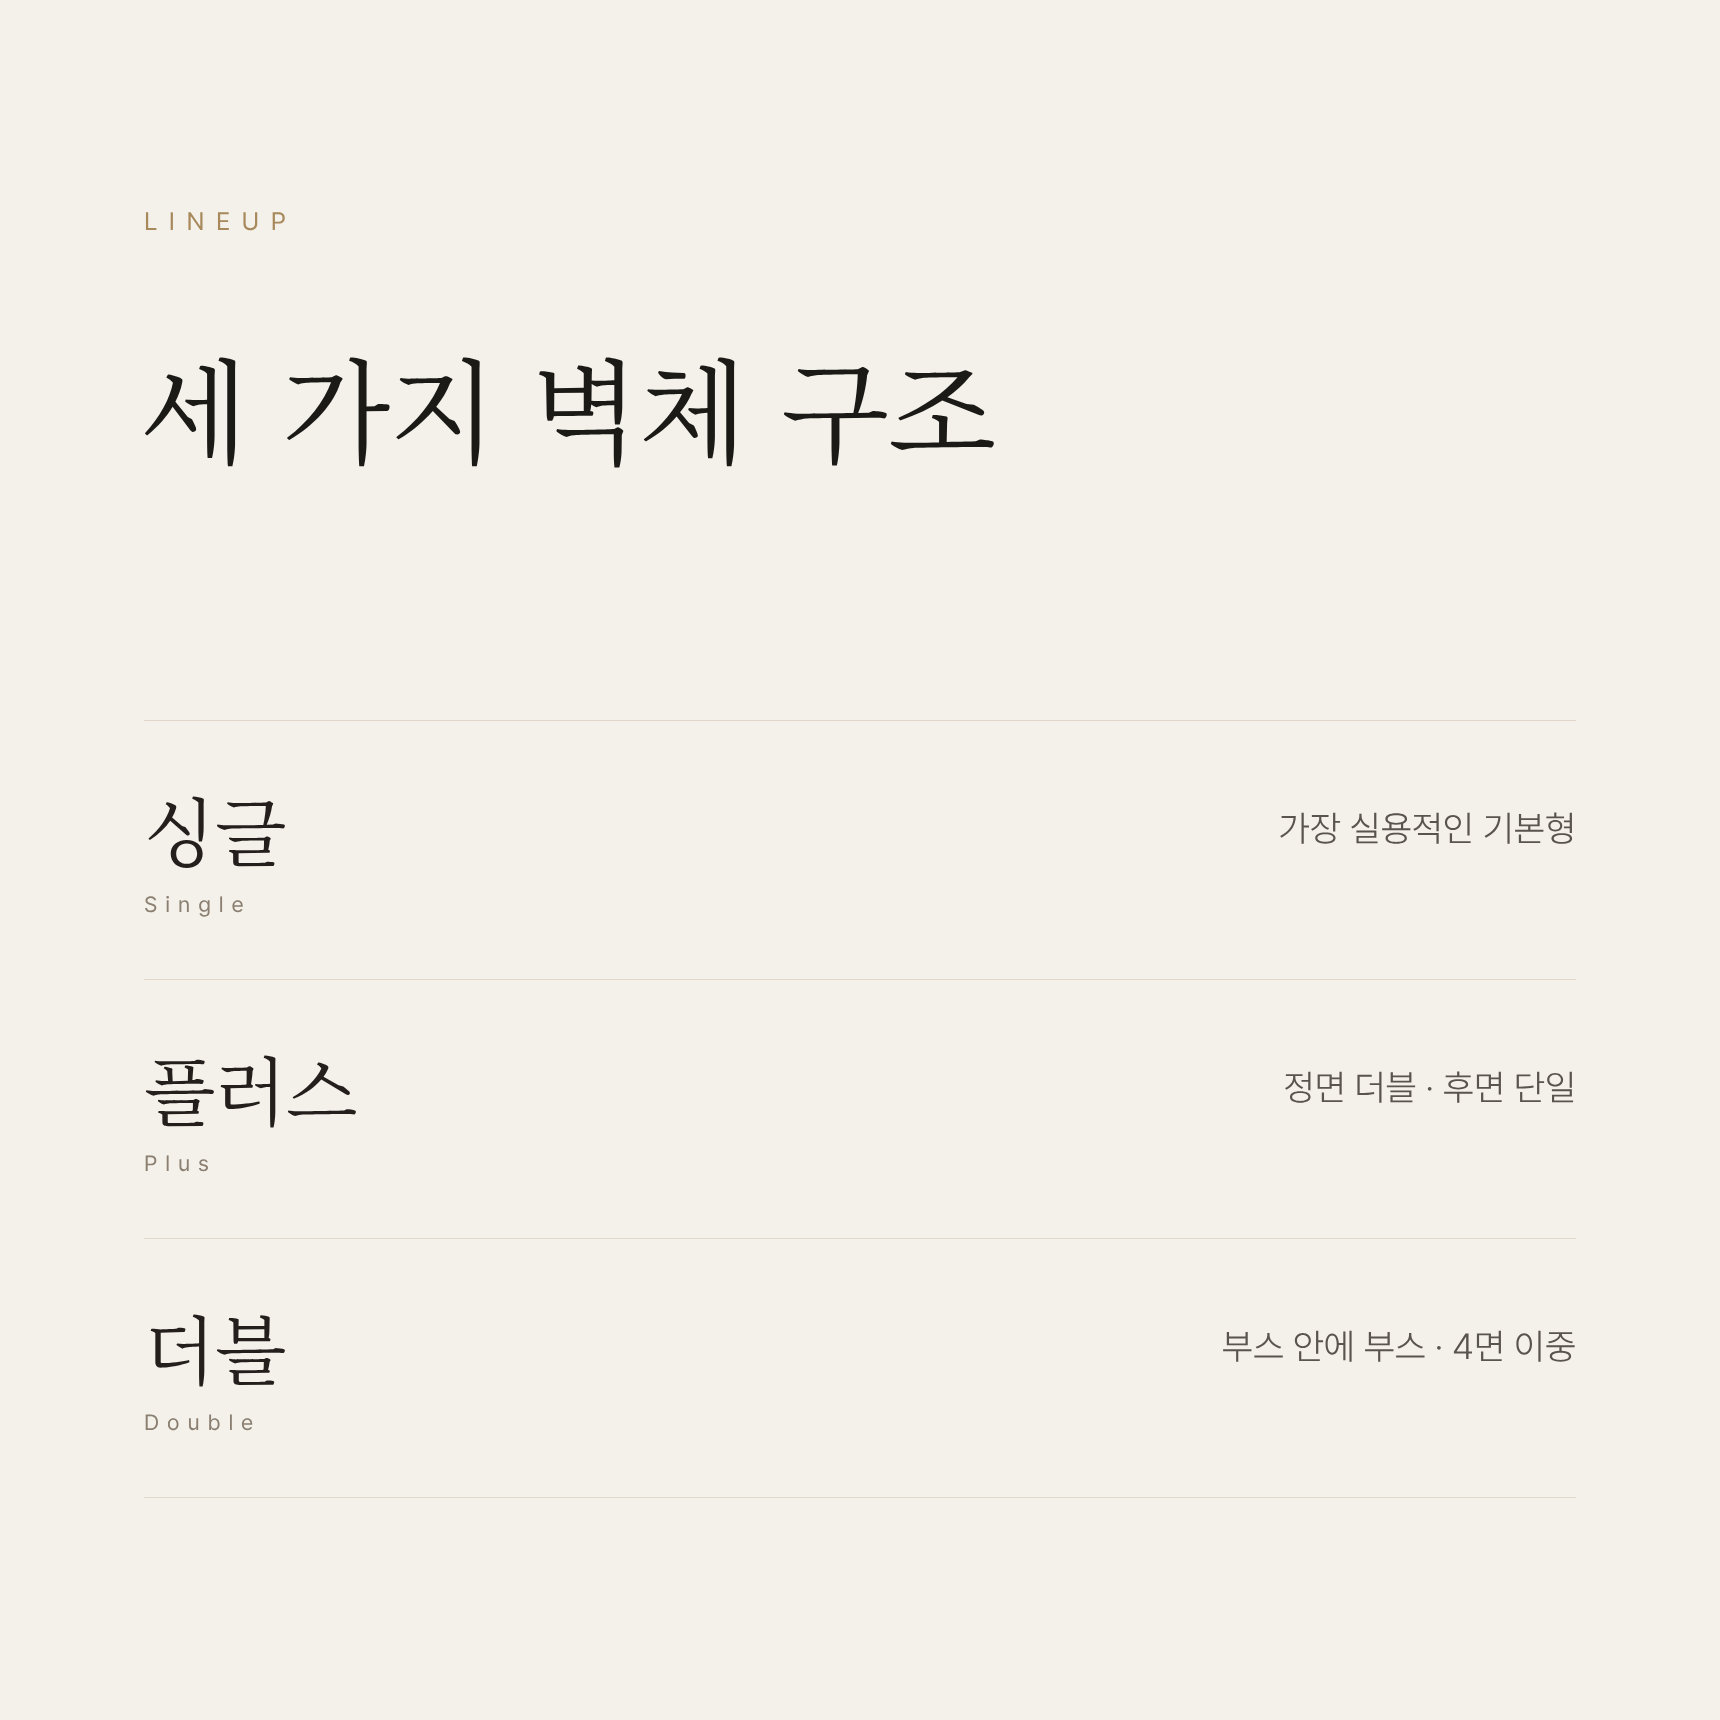 LINEUP
세 가지 벽체 구조
싱글
가장 실용적인 기본형
Single
플러스
정면 더블 · 후면 단일
Plus
더블
부스 안에 부스 · 4면 이중
Double